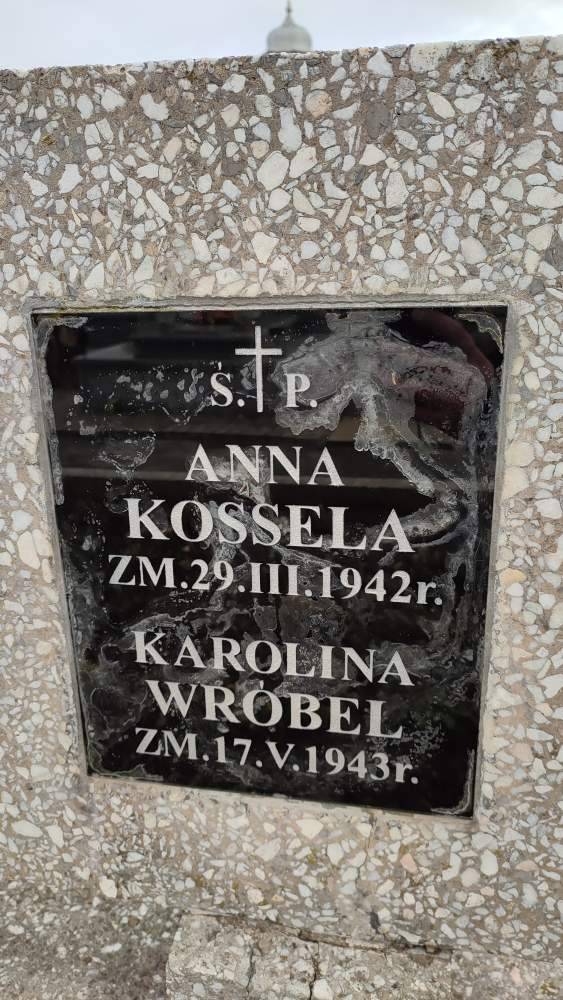 Ś. P.
ANNA
KOSSELA
ZM.29.III.1942r.
KAROLINA
WRÓBEL
ZM.17.V.1943r.